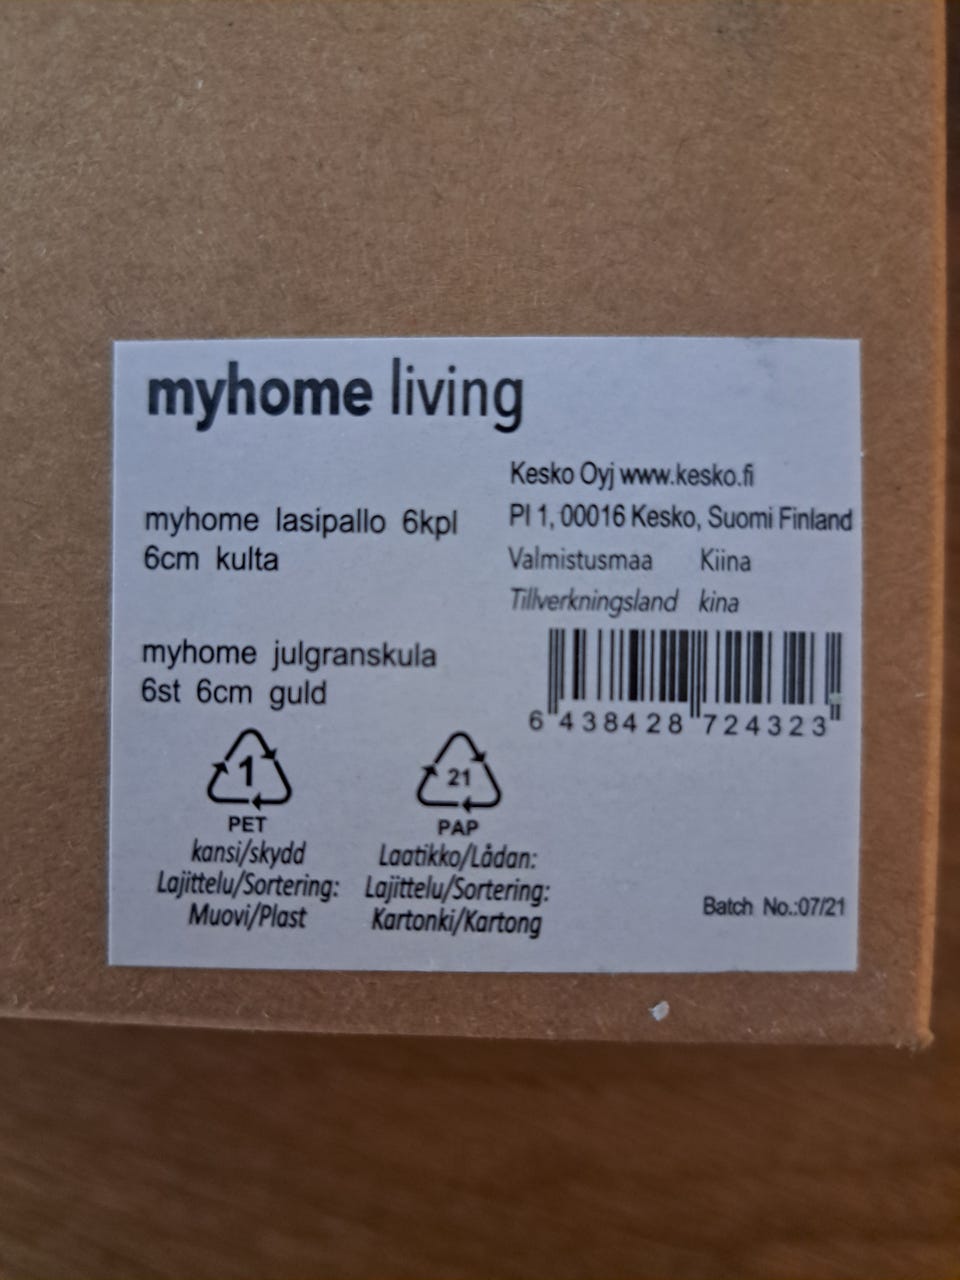 myhome living
Kesko Oyj www.kesko.fi
Pl 1, 00016 Kesko, Suomi Finland
Valmistusmaa Kiina
Tillverkningsland kina
myhome lasipallo 6kpl
6cm kulta
myhome julgranskula
6st 6cm guld
6 438428 724323
1
PET
kansi/skydd
Lajittelu/Sortering:
Muovi/Plast
21
PAP
Laatikko/Lådan:
Lajittelu/Sortering:
Kartonki/Kartong
Batch No.:07/21